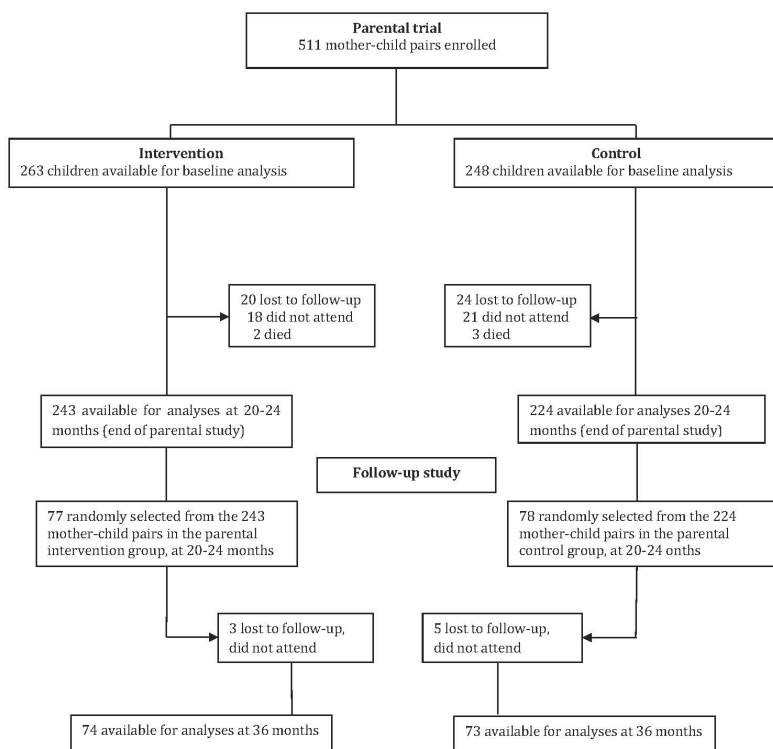 Parental trial
511 mother-child pairs enrolled
Intervention
263 children available for baseline analysis
Control
248 children available for baseline analysis
20 lost to follow-up
18 did not attend
2 died
24 lost to follow-up
21 did not attend
3 died
243 available for analyses at 20-24
months (end of parental study)
224 available for analyses 20-24
months (end of parental study)
Follow-up study
77 randomly selected from the 243
mother-child pairs in the parental
intervention group, at 20-24 months
78 randomly selected from the 224
mother-child pairs in the parental
control group, at 20-24 onths
3 lost to follow-up,
did not attend
5 lost to follow-up,
did not attend
74 available for analyses at 36 months
73 available for analyses at 36 months